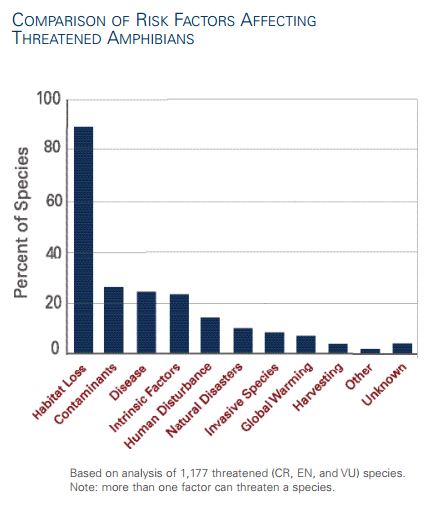 COMPARISON OF RISK FACTORS AFFECTING
THREATENED AMPHIBIANS
100
80
60
40
20
0
Percent of Species
Habitat Loss
Contaminants
Disease
Intrinsic Factors
Human Disturbance
Natural Disasters
Invasive Species
Global Warming
Harvesting
Other
Unknown
Based on analysis of 1,177 threatened (CR, EN, and VU) species.
Note: more than one factor can threaten a species.